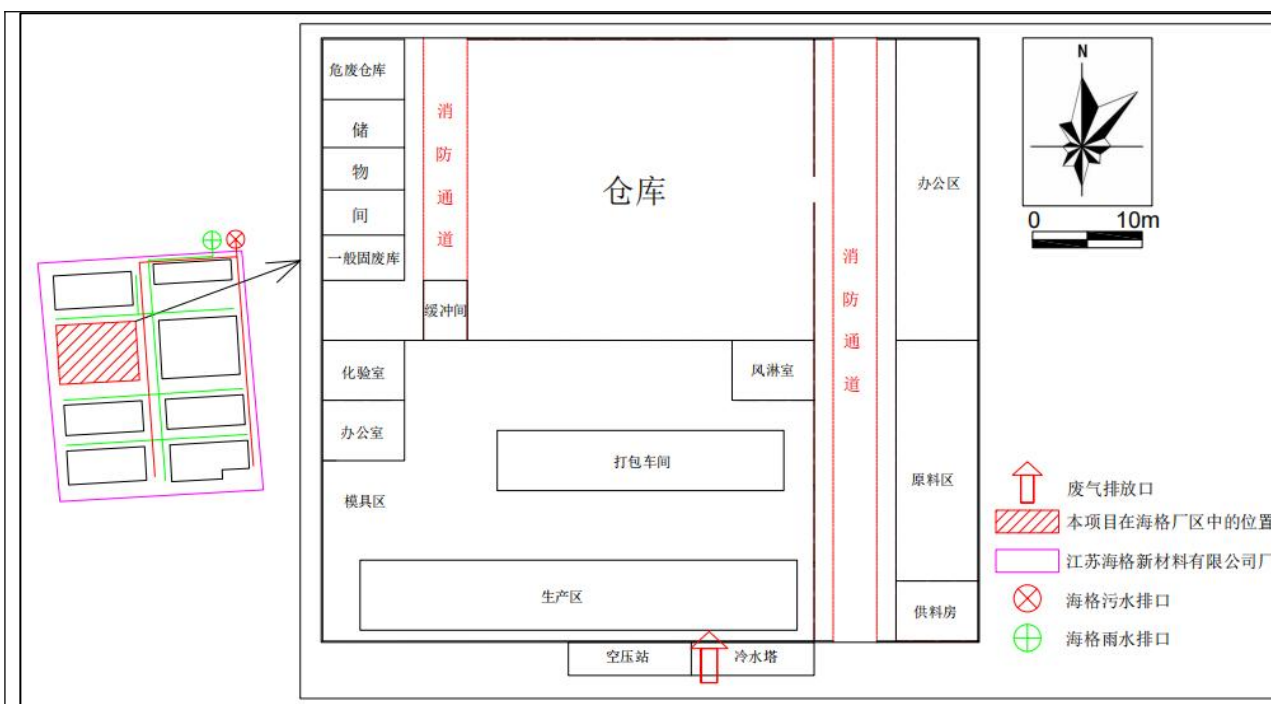 危废仓库
储
物
间
一般固废库
消
防
通
道
缓冲间
仓库
消
防
通
道
办公区
N
0 10m
化验室
办公室
模具区
风淋室
打包车间
原料区
生产区
供料房
空压站
冷水塔
废气排放口
本项目在海格厂区中的位置
江苏海格新材料有限公司厂
海格污水排口
海格雨水排口